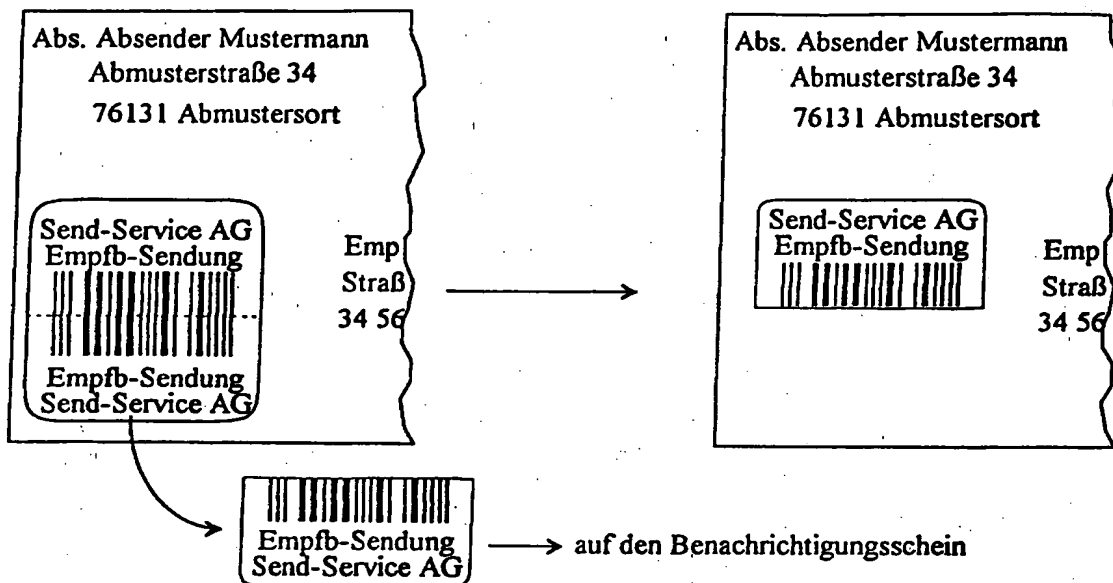 Abs. Absender Mustermann
Abmusterstraße 34
76131 Abmustersort
Send-Service AG
Empfb-Sendung
Empfb-Sendung
Send-Service AG
Emp
Straß
34 56
Abs. Absender Mustermann
Abmusterstraße 34
76131 Abmustersort
Send-Service AG
Empfb-Sendung
Emp
Straß
34 56
Empfb-Sendung
Send-Service AG
auf den Benachrichtigungsschein